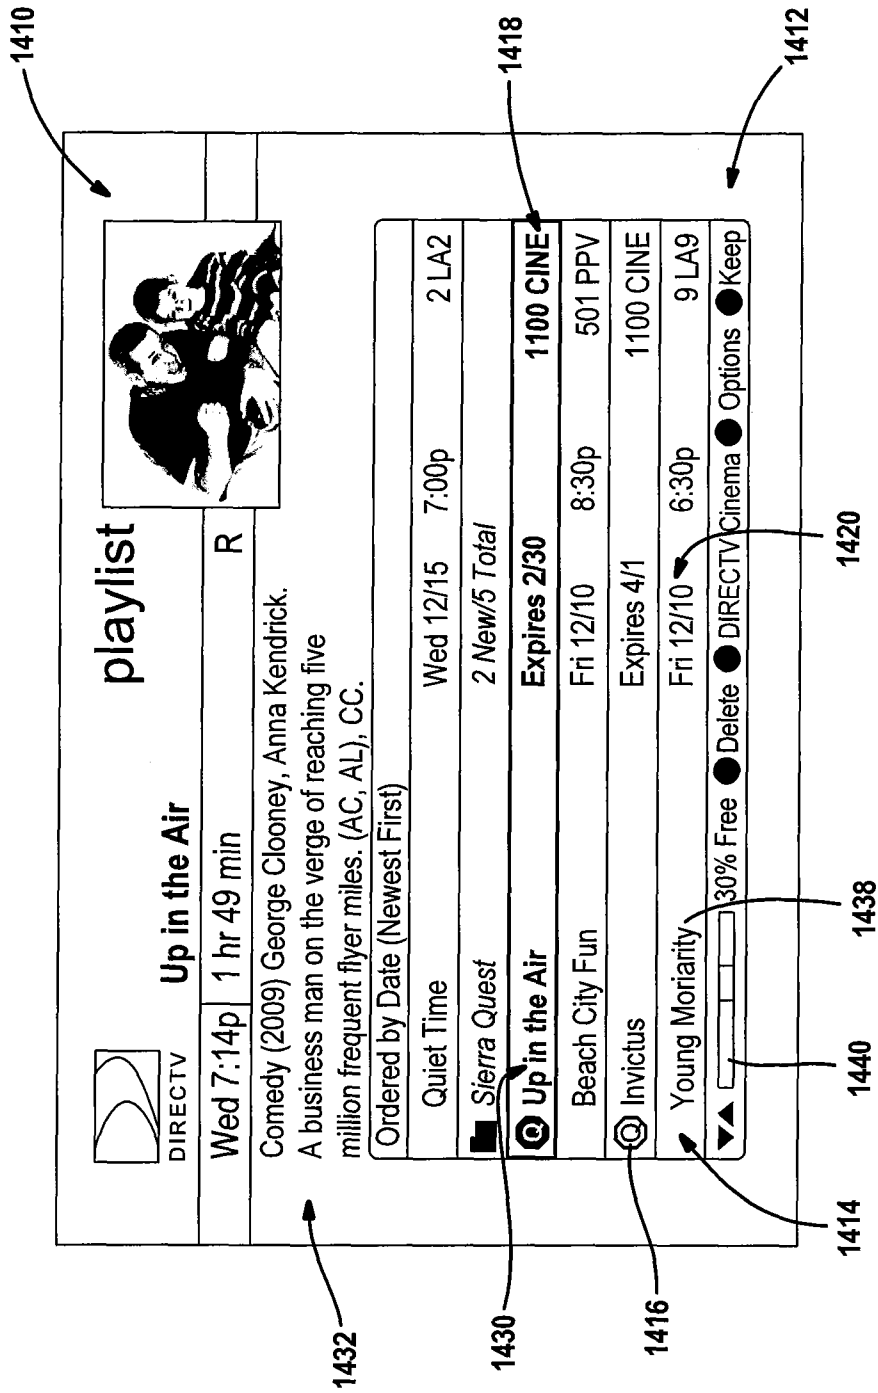 1410
playlist
DIRECTV
Up in the Air
Wed 7:14p 1 hr 49 min R
Comedy (2009) George Clooney, Anna Kendrick.
A business man on the verge of reaching five
million frequent flyer miles. (AC, AL), CC.
Ordered by Date (Newest First)
Quiet Time Wed 12/15 7:00p 2 LA2
Sierra Quest 2 New/5 Total
Q Up in the Air Expires 2/30 1100 CINE
Beach City Fun Fri 12/10 8:30p 501 PPV
Q Invictus Expires 4/1 1100 CINE
Young Moriarity Fri 12/10 6:30p 9 LA9
30% Free Delete DIRECTV Cinema Options Keep
1432
1430
1416
1414
1440
1438
1420
1418
1412